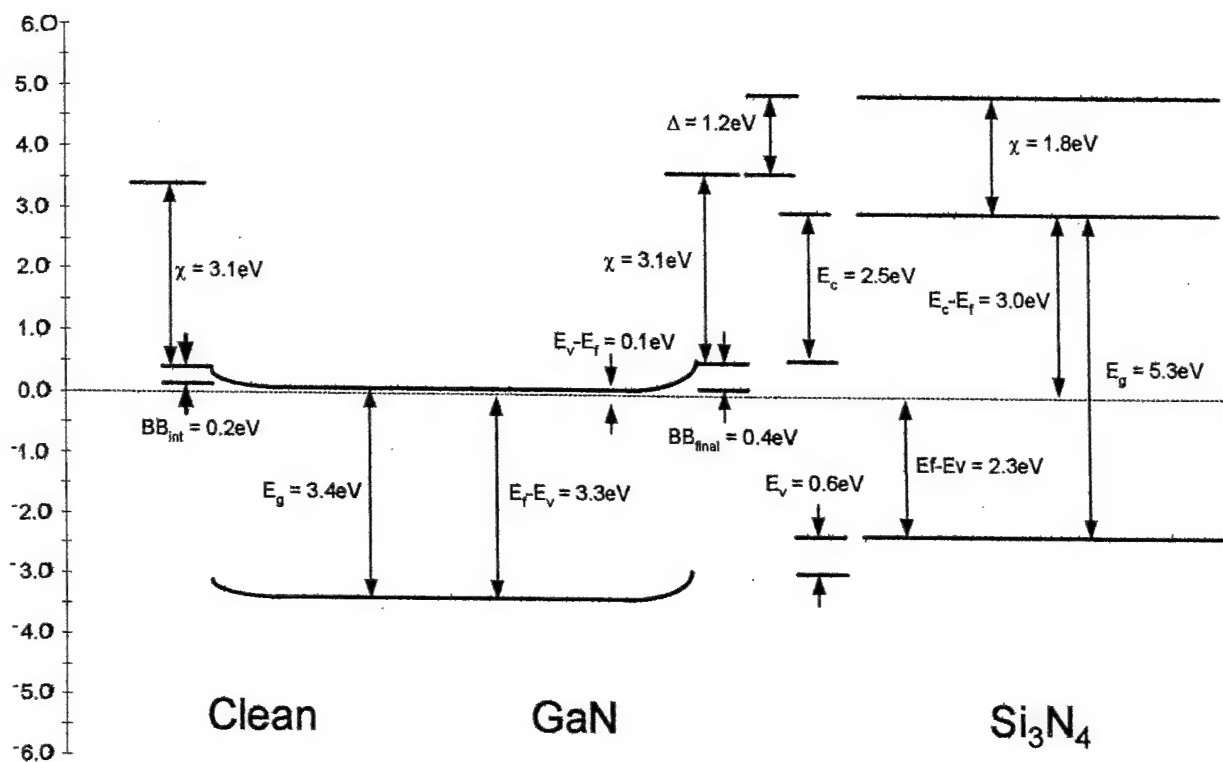 6.0
5.0
4.0
3.0
2.0
1.0
0.0
-1.0
-2.0
-3.0
-4.0
-5.0
-6.0
Δ = 1.2eV
χ = 1.8eV
χ = 3.1eV
χ = 3.1eV
E_c = 2.5eV
E_c-E_f = 3.0eV
E_v-E_f = 0.1eV
E_g = 5.3eV
BB_int = 0.2eV
BB_final = 0.4eV
E_g = 3.4eV
E_f-E_v = 3.3eV
E_v = 0.6eV
Ef-Ev = 2.3eV
Clean
GaN
Si₃N₄